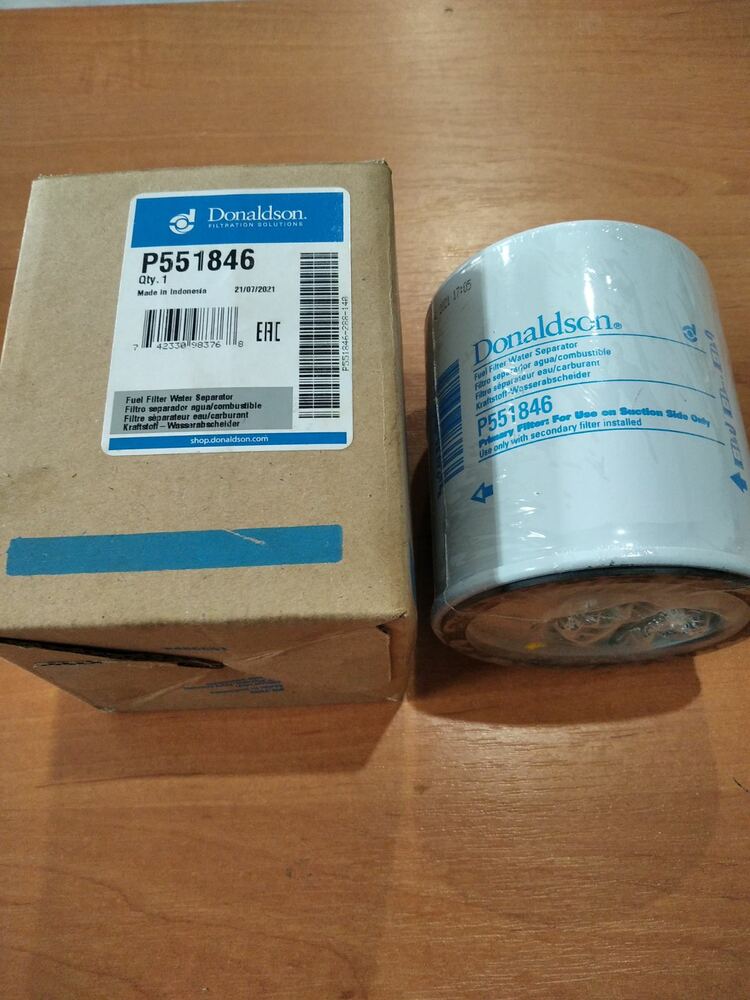 Donaldson.
FILTRATION SOLUTIONS
P551846
Qty. 1
Made in Indonesia 21/07/2021
7 42330 98376 8
EAC
P551846-288-140
Fuel Filter Water Separator
Filtro separador agua/combustible
Filtre séparateur eau/carburant
Kraftstoff-Wasserabscheider
shop.donaldson.com
2021 17:05
Donaldson®
Fuel Filter Water Separator
Filtro separador agua/combustible
Filtre séparateur eau/carburant
Kraftstoff-Wasserabscheider
P551846
Primary Filter: For Use on Suction Side Only
Use only with secondary filter installed